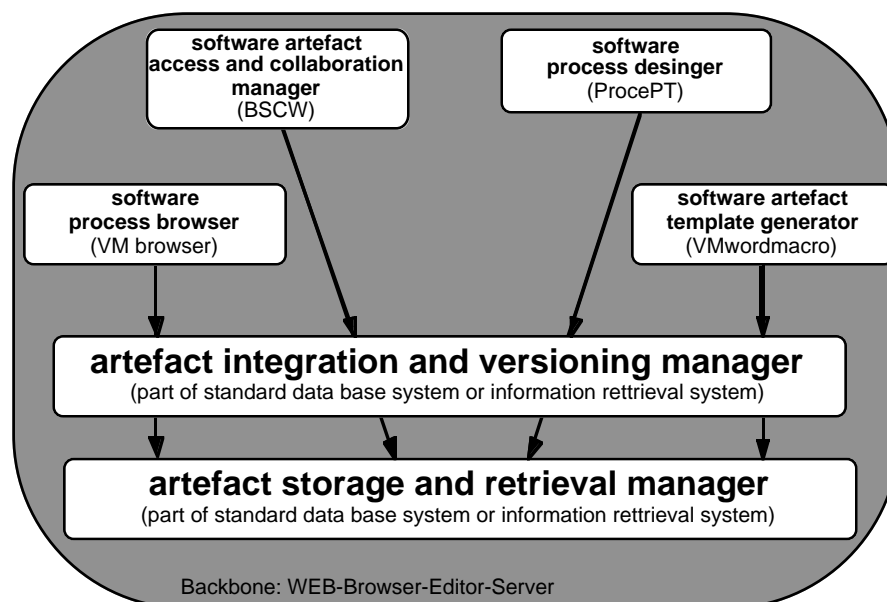 software artefact
access and collaboration
manager
(BSCW)
software
process desinger
(ProcePT)
software
process browser
(VM browser)
software artefact
template generator
(VMwordmacro)
artefact integration and versioning manager
(part of standard data base system or information rettrieval system)
artefact storage and retrieval manager
(part of standard data base system or information rettrieval system)
Backbone: WEB-Browser-Editor-Server